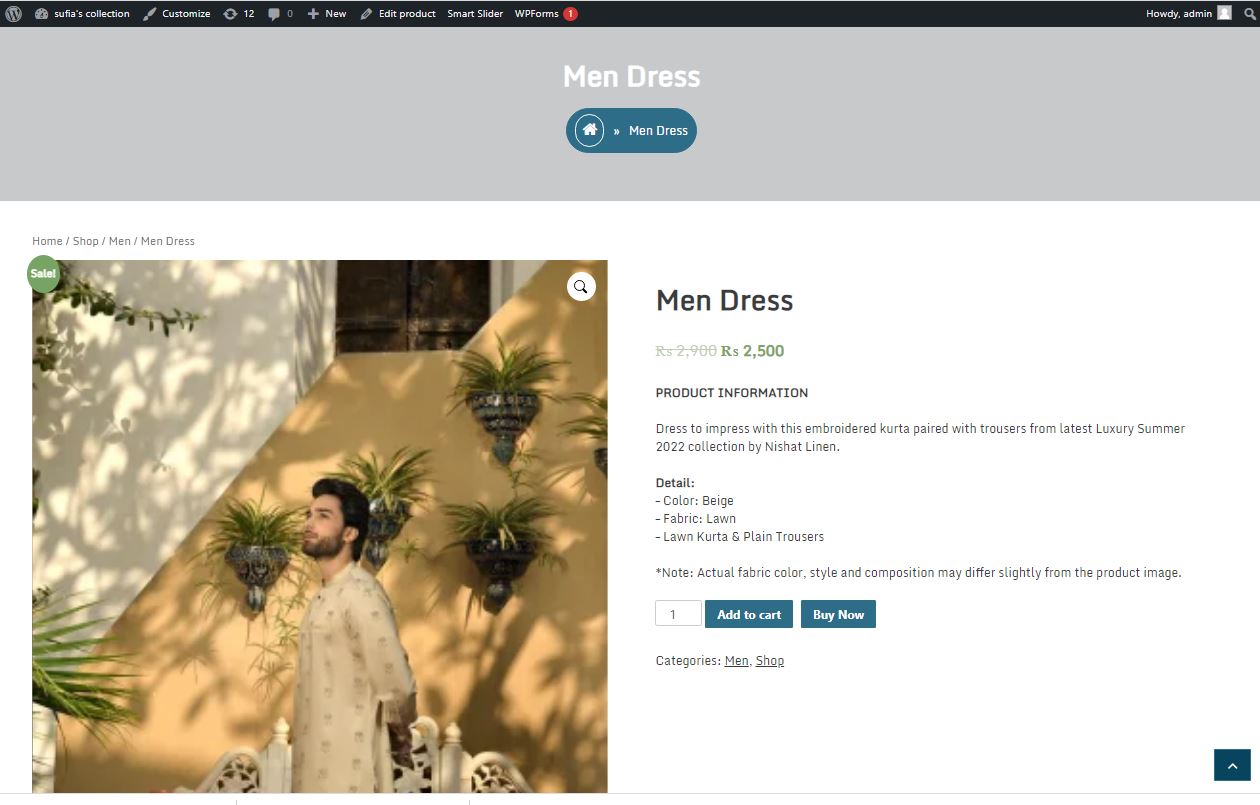 sufia's collection Customize 12 0 New Edit product Smart Slider WPForms 1 Howdy, admin
Men Dress
» Men Dress
Home / Shop / Men / Men Dress
Sale!
Men Dress
₨ 2,900 ₨ 2,500
PRODUCT INFORMATION
Dress to impress with this embroidered kurta paired with trousers from latest Luxury Summer
2022 collection by Nishat Linen.
Detail:
– Color: Beige
– Fabric: Lawn
– Lawn Kurta & Plain Trousers
*Note: Actual fabric color, style and composition may differ slightly from the product image.
1 Add to cart Buy Now
Categories: Men, Shop